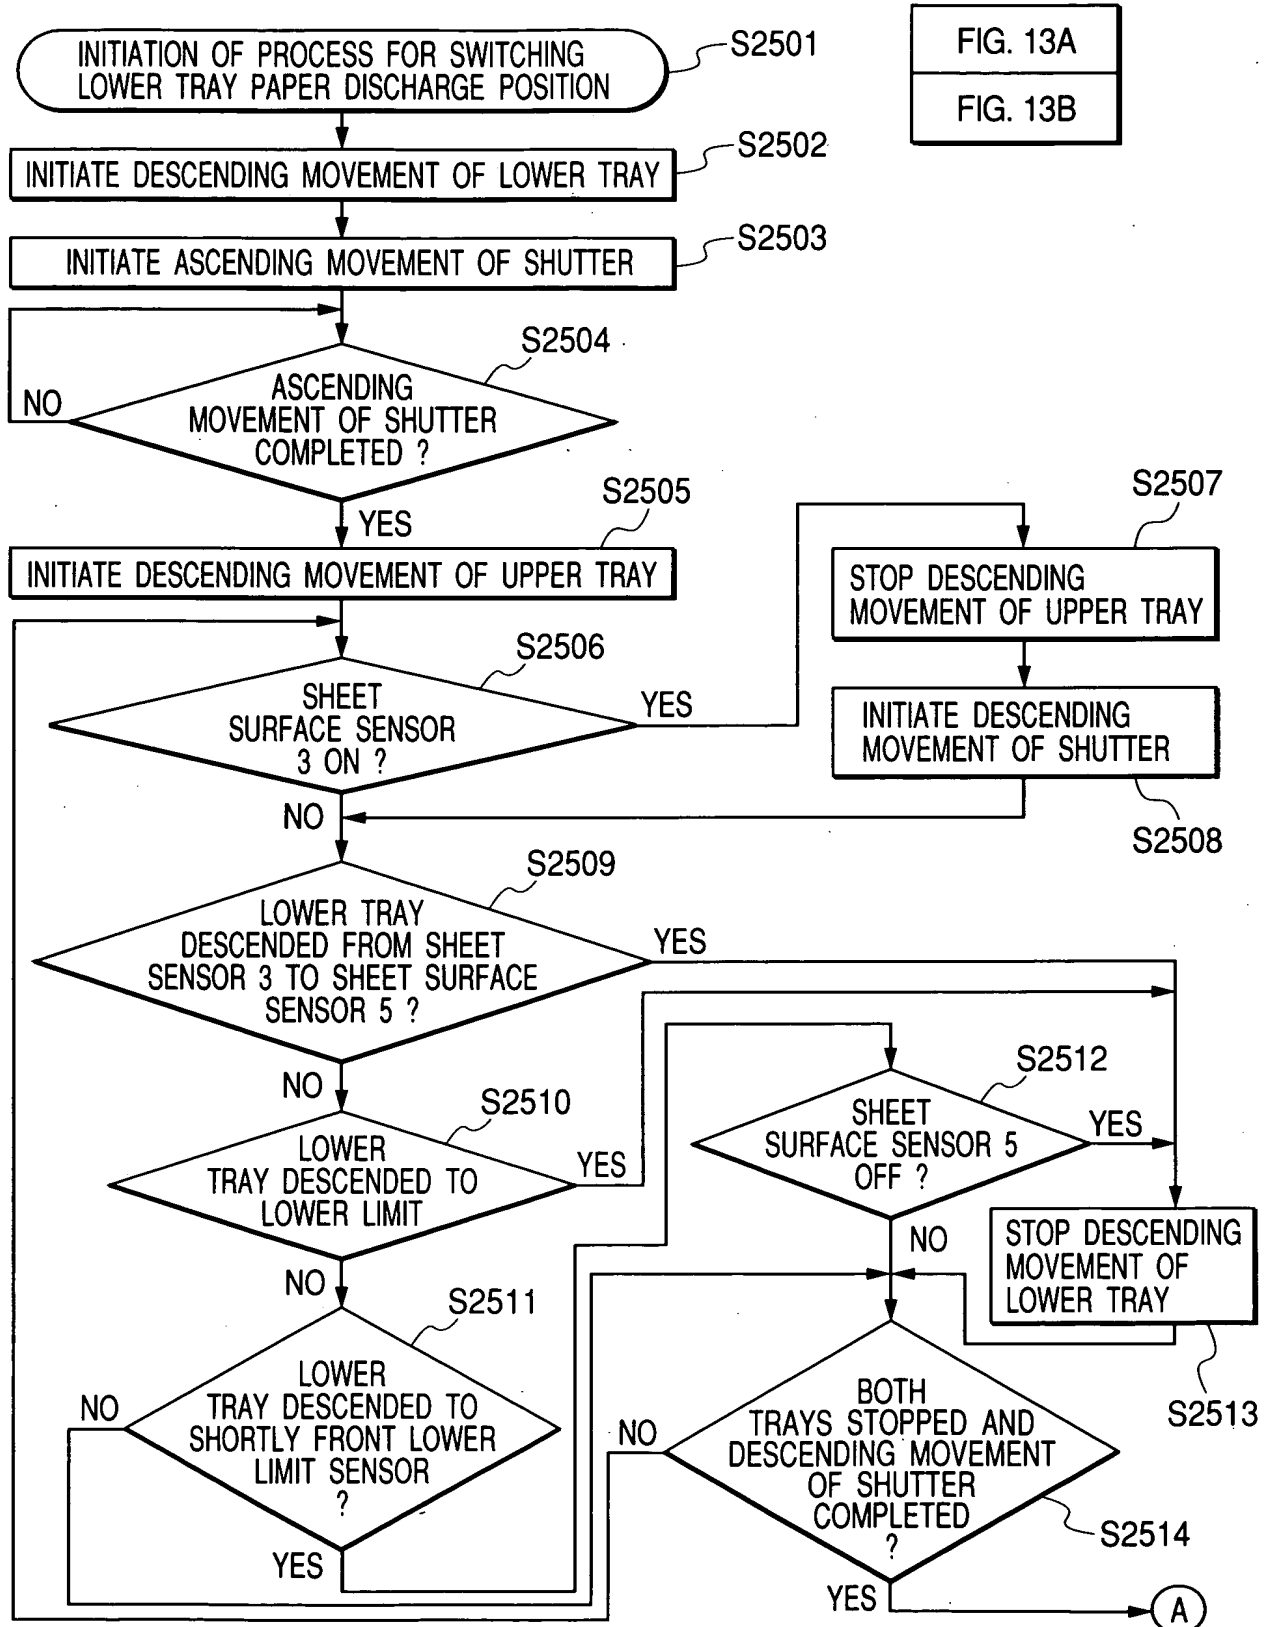 INITIATION OF PROCESS FOR SWITCHING
LOWER TRAY PAPER DISCHARGE POSITION
S2501
FIG. 13A
FIG. 13B
S2502
INITIATE DESCENDING MOVEMENT OF LOWER TRAY
S2503
INITIATE ASCENDING MOVEMENT OF SHUTTER
S2504
ASCENDING
MOVEMENT OF SHUTTER
COMPLETED ?
NO
YES
S2505
INITIATE DESCENDING MOVEMENT OF UPPER TRAY
S2506
SHEET
SURFACE SENSOR
3 ON ?
YES
NO
S2507
STOP DESCENDING
MOVEMENT OF UPPER TRAY
INITIATE DESCENDING
MOVEMENT OF SHUTTER
S2508
S2509
LOWER TRAY
DESCENDED FROM SHEET
SENSOR 3 TO SHEET SURFACE
SENSOR 5 ?
YES
NO
S2510
LOWER
TRAY DESCENDED TO
LOWER LIMIT
YES
NO
S2511
LOWER
TRAY DESCENDED TO
SHORTLY FRONT LOWER
LIMIT SENSOR
?
NO
YES
S2512
SHEET
SURFACE SENSOR 5
OFF ?
YES
NO
STOP DESCENDING
MOVEMENT OF
LOWER TRAY
S2513
BOTH
TRAYS STOPPED AND
DESCENDING MOVEMENT
OF SHUTTER
COMPLETED
?
NO
S2514
YES
A